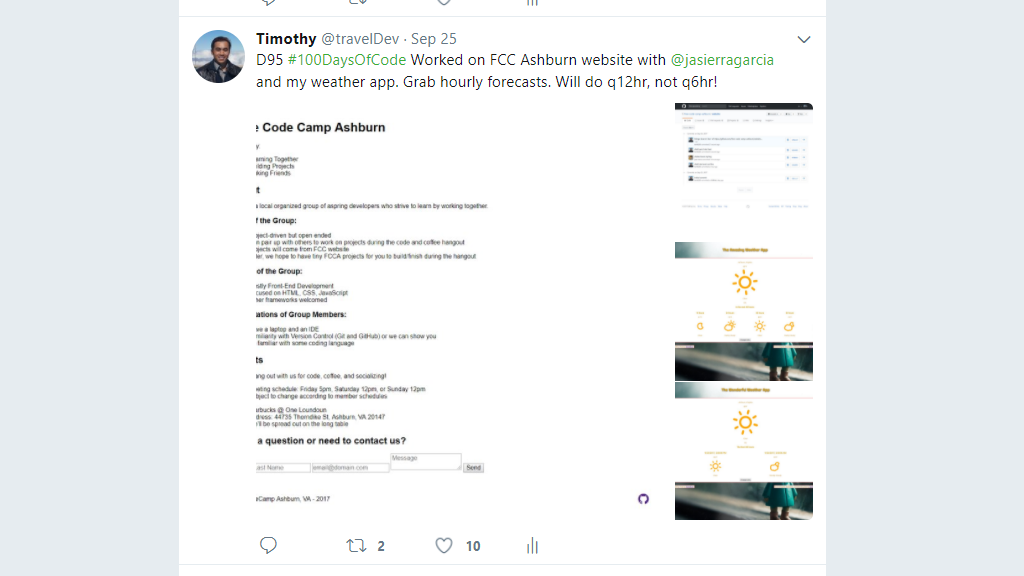 Timothy @travelDev · Sep 25
D95 #100DaysOfCode Worked on FCC Ashburn website with @jasierragarcia
and my weather app. Grab hourly forecasts. Will do q12hr, not q6hr!
e Code Camp Ashburn
y
arning Together
ilding Projects
king Friends
t
a local organized group of aspring developers who strive to learn by working together.
f the Group:
oject-driven but open ended
n pair up with others to work on projects during the code and coffee hangout
ojects will come from FCC website
ter, we hope to have tiny FCCA projects for you to build/finish during the hangout
of the Group:
ostly Front-End Development
cused on HTML, CSS, JavaScript
her frameworks welcomed
ations of Group Members:
ve a laptop and an IDE
miliarity with Version Control (Git and GitHub) or we can show you
familiar with some coding language
ts
ang out with us for code, coffee, and socializing!
eting schedule: Friday 5pm, Saturday 12pm, or Sunday 12pm
bject to change according to member schedules
arbucks @ One Loudoun
dress: 44735 Thorndike St. Ashburn, VA 20147
'll be spread out on the long table
a question or need to contact us?
ast Name email@domain.com Message Send
eCamp Ashburn, VA - 2017
The Amazing Weather App
The Wonderful Weather App
2 10